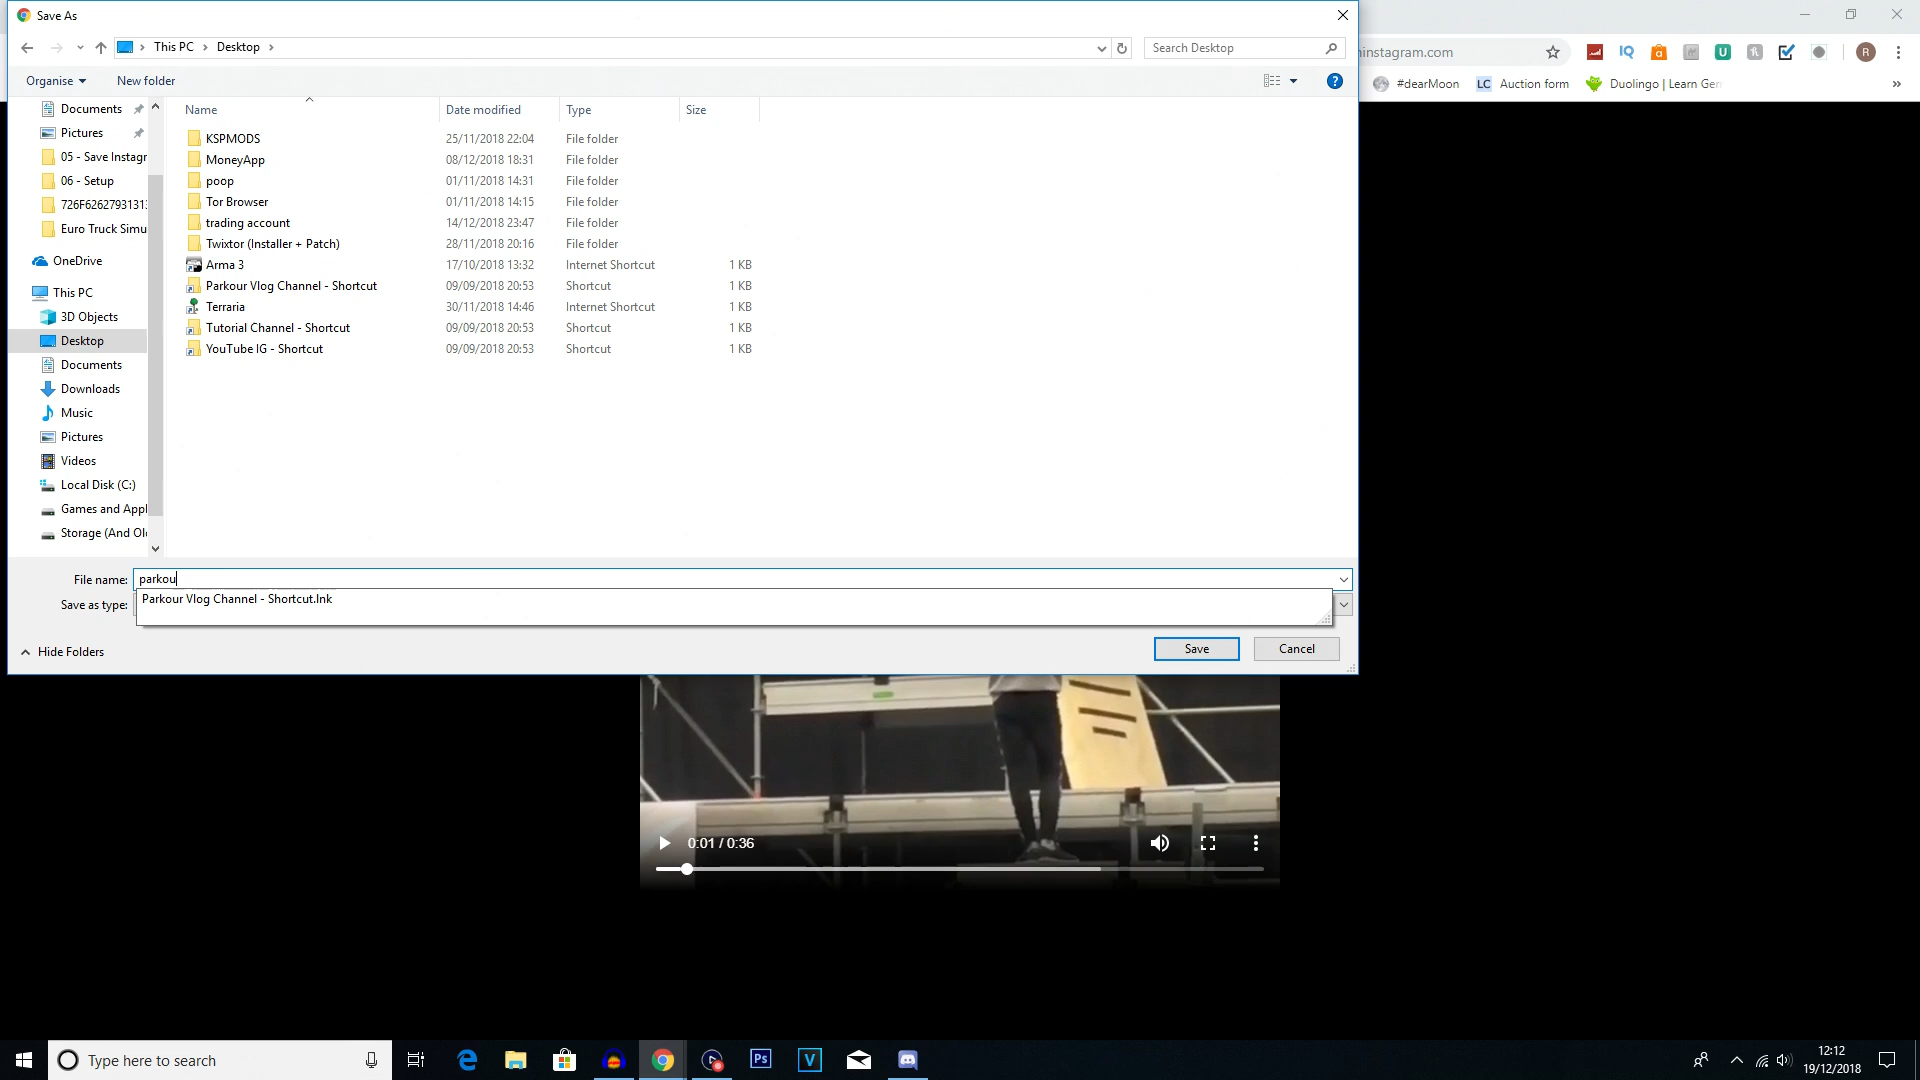 Save As
This PC > Desktop >
Search Desktop
instagram.com
Organise
New folder
#dearMoon
LC Auction form
Duolingo | Learn Ger
Name
Date modified
Type
Size
Documents
Pictures
05 - Save Instagr
06 - Setup
726F62627931313
Euro Truck Simu
OneDrive
This PC
3D Objects
Desktop
Documents
Downloads
Music
Pictures
Videos
Local Disk (C:)
Games and Appl
Storage (And Ol
KSPMODS 25/11/2018 22:04 File folder
MoneyApp 08/12/2018 18:31 File folder
poop 01/11/2018 14:31 File folder
Tor Browser 01/11/2018 14:15 File folder
trading account 14/12/2018 23:47 File folder
Twixtor (Installer + Patch) 28/11/2018 20:16 File folder
Arma 3 17/10/2018 13:32 Internet Shortcut 1 KB
Parkour Vlog Channel - Shortcut 09/09/2018 20:53 Shortcut 1 KB
Terraria 30/11/2018 14:46 Internet Shortcut 1 KB
Tutorial Channel - Shortcut 09/09/2018 20:53 Shortcut 1 KB
YouTube IG - Shortcut 09/09/2018 20:53 Shortcut 1 KB
File name: parkou
Save as type:
Parkour Vlog Channel - Shortcut.lnk
Hide Folders
Save
Cancel
0:01 / 0:36
Type here to search
Ps
V
12:12
19/12/2018